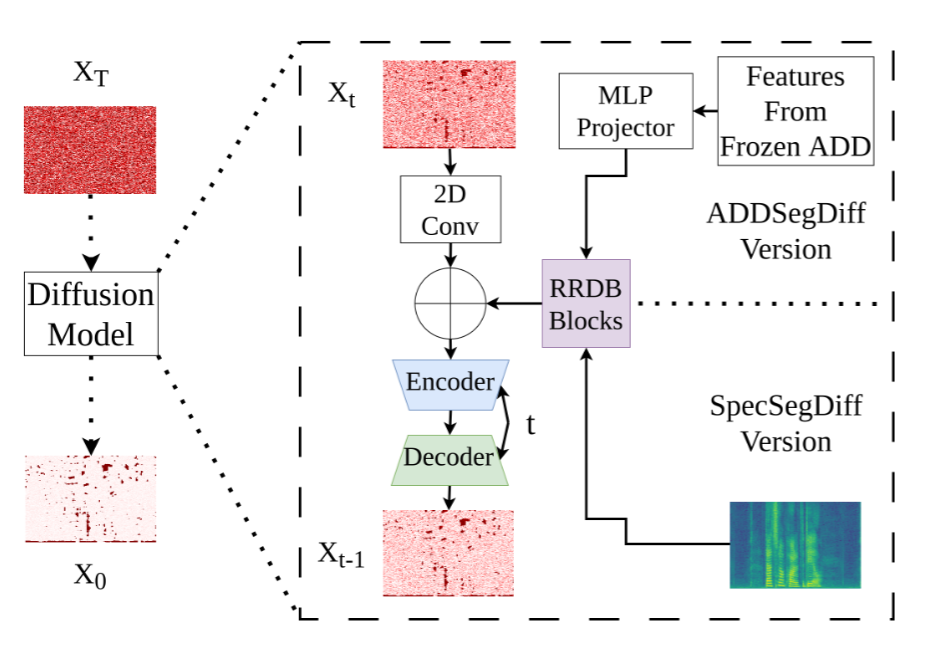 X_T
Diffusion
Model
X_0
X_t
2D
Conv
Encoder
t
Decoder
X_t-1
MLP
Projector
Features
From
Frozen ADD
ADDSegDiff
Version
RRDB
Blocks
SpecSegDiff
Version